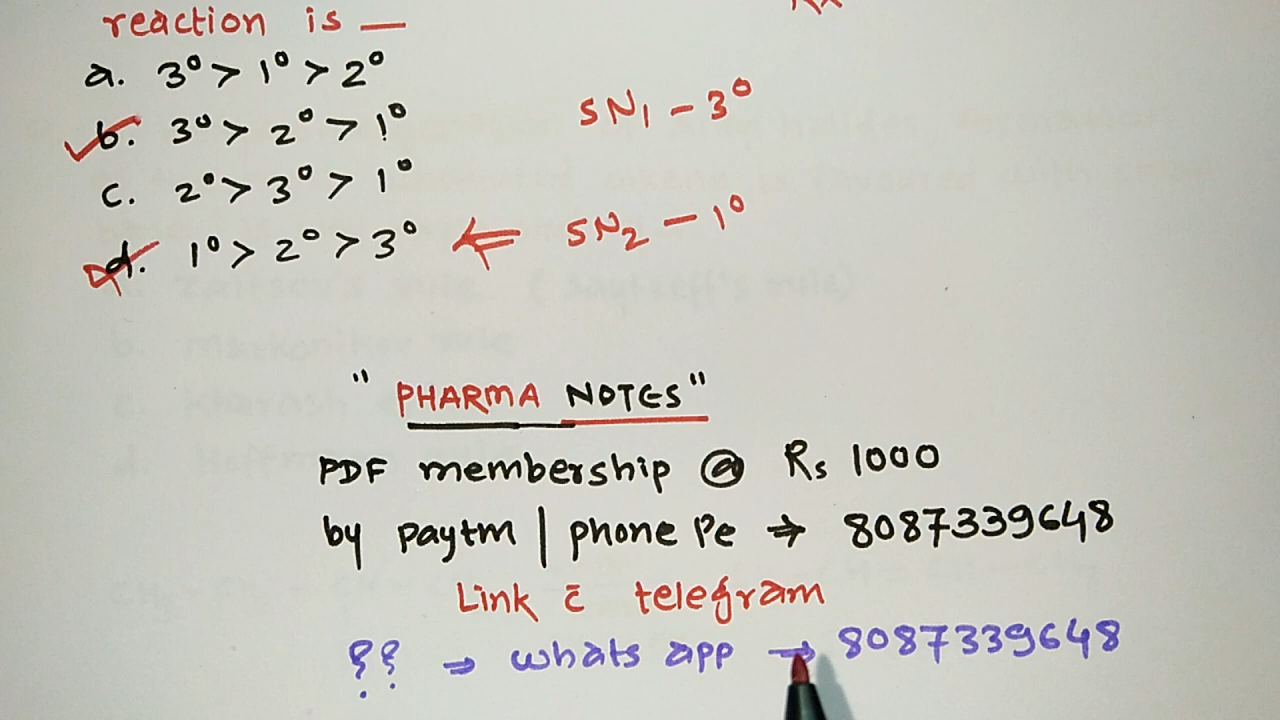 reaction is —
a. 3° > 1° > 2°
b. 3° > 2° > 1°
SN1 - 3°
c. 2° > 3° > 1°
d. 1° > 2° > 3° ⇐ SN2 - 1°
" PHARMA NOTES"
PDF membership @ Rs 1000
by paytm | phone Pe → 8087339648
Link c̄ telegram
?? → whats app → 8087339648